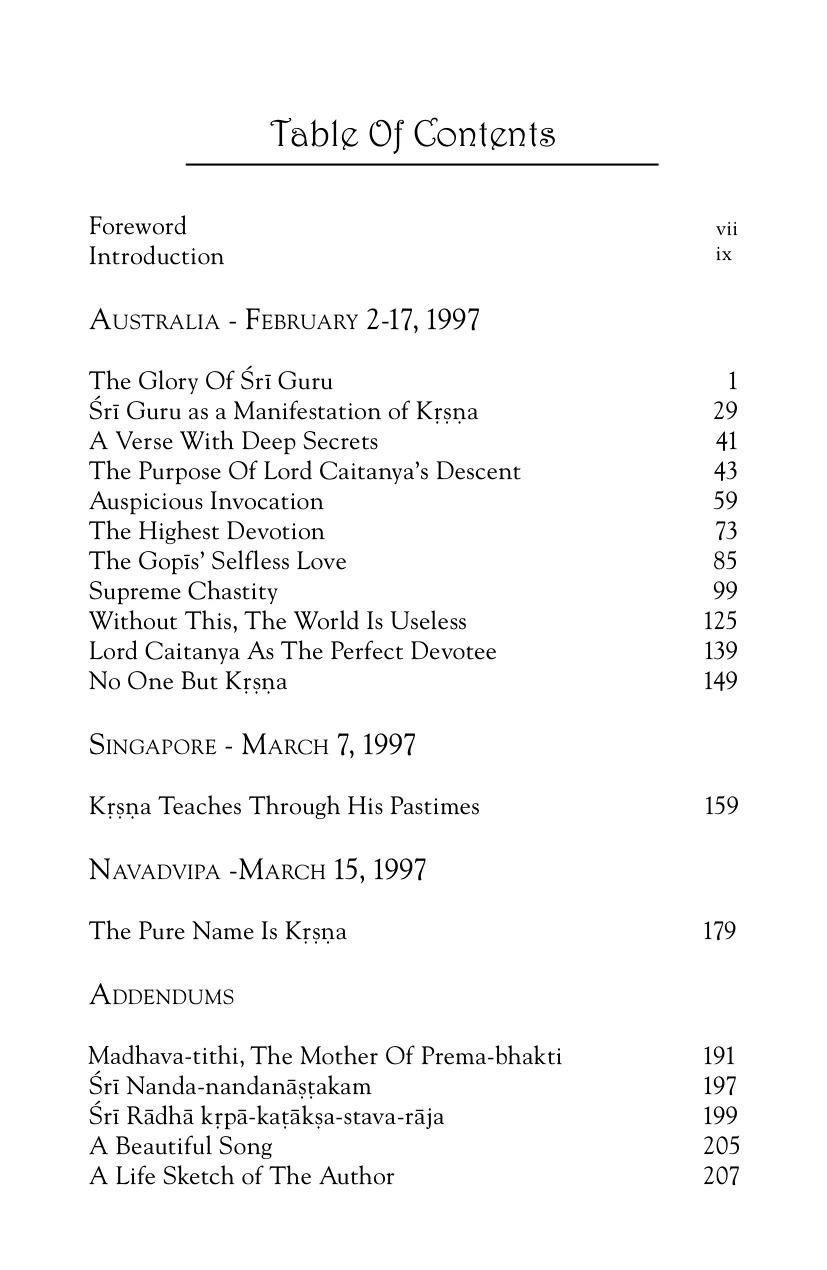 Table Of Contents
Foreword vii
Introduction ix
Australia - February 2-17, 1997
The Glory Of Śrī Guru 1
Śrī Guru as a Manifestation of Kṛṣṇa 29
A Verse With Deep Secrets 41
The Purpose Of Lord Caitanya's Descent 43
Auspicious Invocation 59
The Highest Devotion 73
The Gopīs' Selfless Love 85
Supreme Chastity 99
Without This, The World Is Useless 125
Lord Caitanya As The Perfect Devotee 139
No One But Kṛṣṇa 149
Singapore - March 7, 1997
Kṛṣṇa Teaches Through His Pastimes 159
Navadvipa -March 15, 1997
The Pure Name Is Kṛṣṇa 179
Addendums
Madhava-tithi, The Mother Of Prema-bhakti 191
Śrī Nanda-nandanāṣṭakam 197
Śrī Rādhā kṛpā-kaṭākṣa-stava-rāja 199
A Beautiful Song 205
A Life Sketch of The Author 207